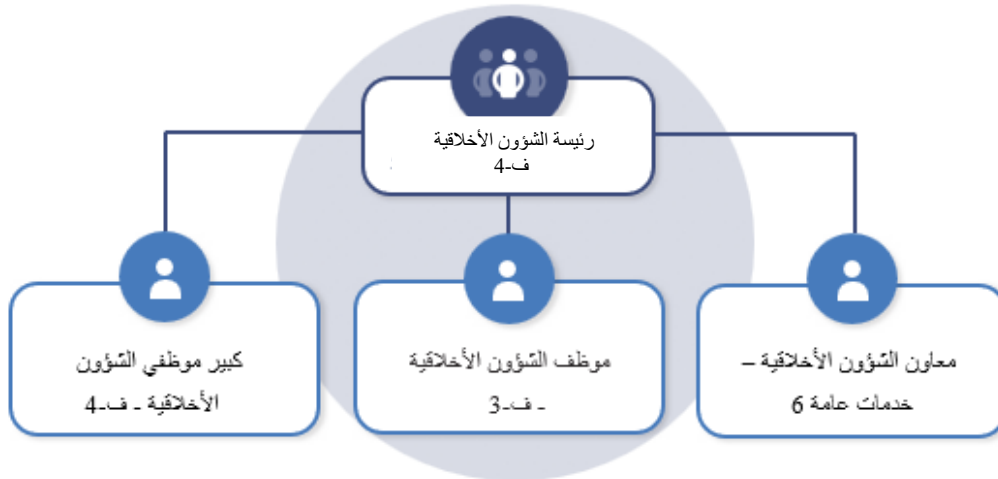 رئيسة الشؤون الأخلاقية
ف-4
معاون الشؤون الأخلاقية –
خدمات عامة 6
موظف الشؤون الأخلاقية
- ف-3
كبير موظفي الشؤون
الأخلاقية - ف-4